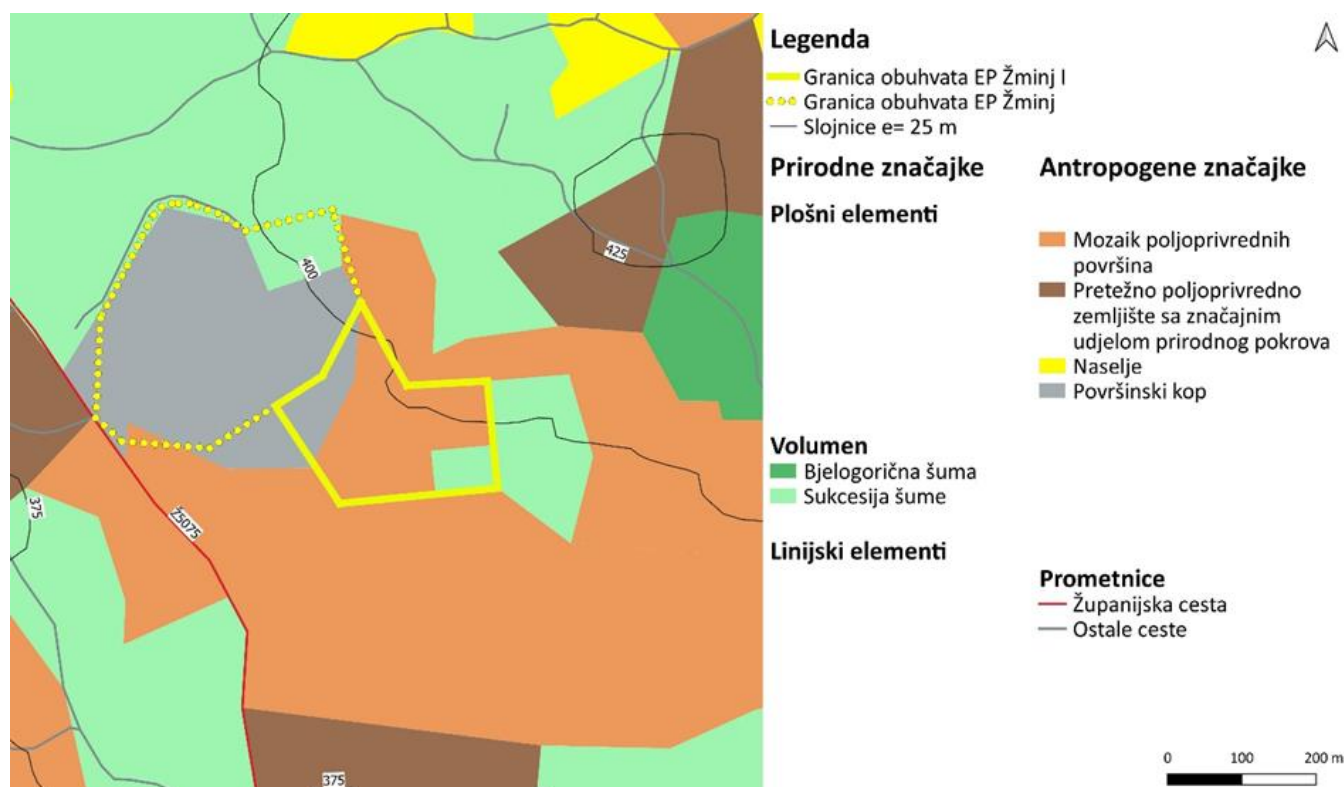 400
425
375
Ž5075
375
Legenda
Granica obuhvata EP Žminj I
Granica obuhvata EP Žminj
Slojnice e= 25 m
Prirodne značajke
Plošni elementi
Volumen
Bjelogorična šuma
Sukcesija šume
Linijski elementi
Antropogene značajke
Mozaik poljoprivrednih
površina
Pretežno poljoprivredno
zemljište sa značajnim
udjelom prirodnog pokrova
Naselje
Površinski kop
Prometnice
Županijska cesta
Ostale ceste
0 100 200 m